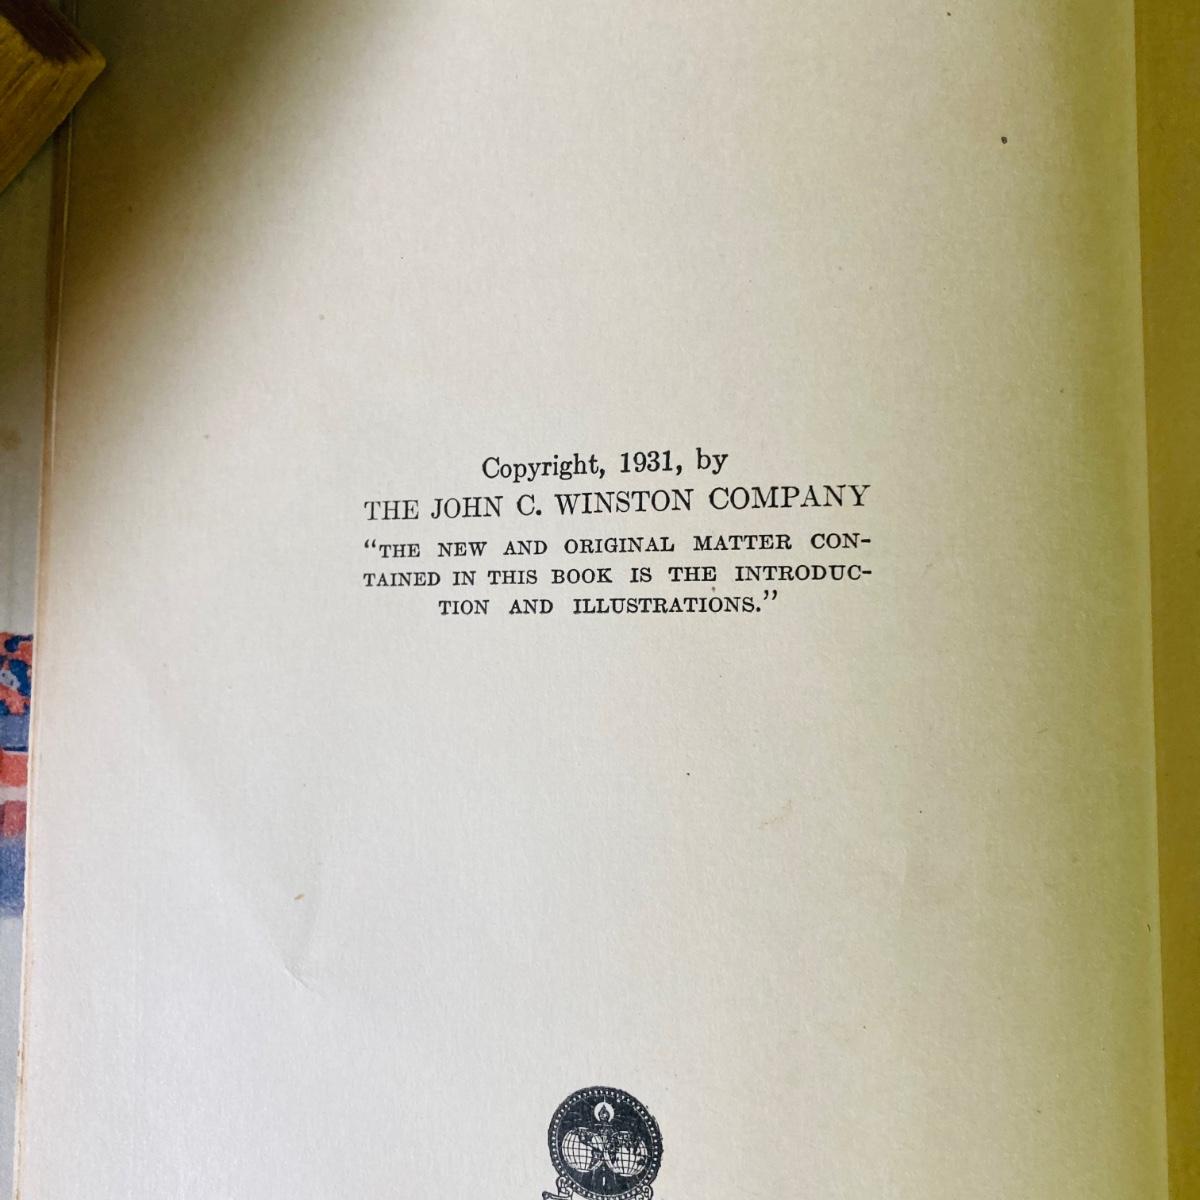 Copyright, 1931, by
THE JOHN C. WINSTON COMPANY
“THE NEW AND ORIGINAL MATTER CON-
TAINED IN THIS BOOK IS THE INTRODUC-
TION AND ILLUSTRATIONS.”